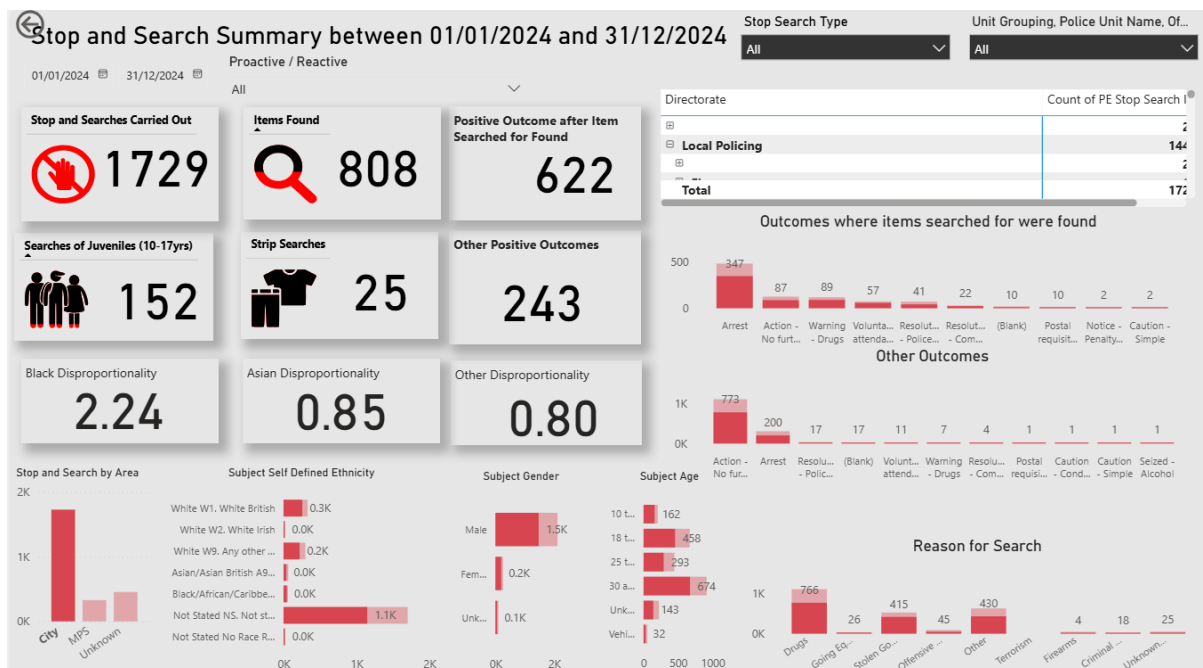 Stop and Search Summary between 01/01/2024 and 31/12/2024
Stop Search Type
All
Unit Grouping, Police Unit Name, Of...
All
01/01/2024
31/12/2024
Proactive / Reactive
All
Stop and Searches Carried Out
1729
Items Found
808
Positive Outcome after Item
Searched for Found
622
Directorate
Count of PE Stop Search I
2
Local Policing
144
2
Total
172
Searches of Juveniles (10-17yrs)
152
Strip Searches
25
Other Positive Outcomes
243
Outcomes where items searched for were found
500
0
347
87
89
57
41
22
10
10
2
2
Arrest
Action -
No furt...
Warning
- Drugs
Volunta...
attenda...
Resolut...
- Police...
Resolut...
- Com...
(Blank)
Postal
requisit...
Notice -
Penalty...
Caution -
Simple
Black Disproportionality
2.24
Asian Disproportionality
0.85
Other Disproportionality
0.80
Other Outcomes
1K
0K
773
200
17
17
11
7
4
1
1
1
1
Action -
No fur...
Arrest
Resolu...
- Polic...
(Blank)
Volunt...
attend...
Warning
- Drugs
Resolu...
- Com...
Postal
requisi...
Caution
- Cond...
Caution
- Simple
Seized -
Alcohol
Stop and Search by Area
2K
1K
0K
City
MPS
Unknown
Subject Self Defined Ethnicity
White W1. White British
0.3K
White W2. White Irish
0.0K
White W9. Any other ...
0.2K
Asian/Asian British A9...
0.0K
Black/African/Caribbe...
0.0K
Not Stated NS. Not st...
1.1K
Not Stated No Race R...
0.0K
0K
1K
2K
Subject Gender
Male
1.5K
Fem...
0.2K
Unk...
0.1K
0K
2K
Subject Age
10 t...
162
18 t...
458
25 t...
293
30 a...
674
Unk...
143
Vehi...
32
0
500
1000
Reason for Search
1K
0K
766
26
415
45
430
4
18
25
Drugs
Going Eq...
Stolen Go...
Offensive ...
Other
Terrorism
Firearms
Criminal ...
Unknown...